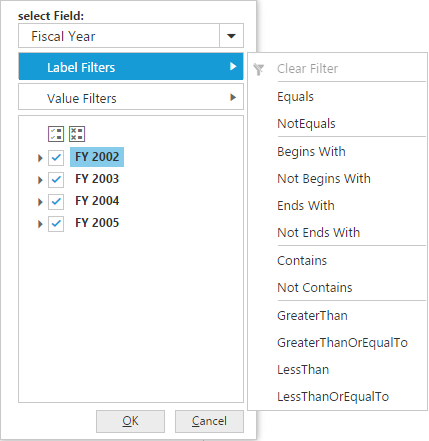 select Field:
Fiscal Year
Label Filters
Value Filters
FY 2002
FY 2003
FY 2004
FY 2005
OK
Cancel
Clear Filter
Equals
NotEquals
Begins With
Not Begins With
Ends With
Not Ends With
Contains
Not Contains
GreaterThan
GreaterThanOrEqualTo
LessThan
LessThanOrEqualTo